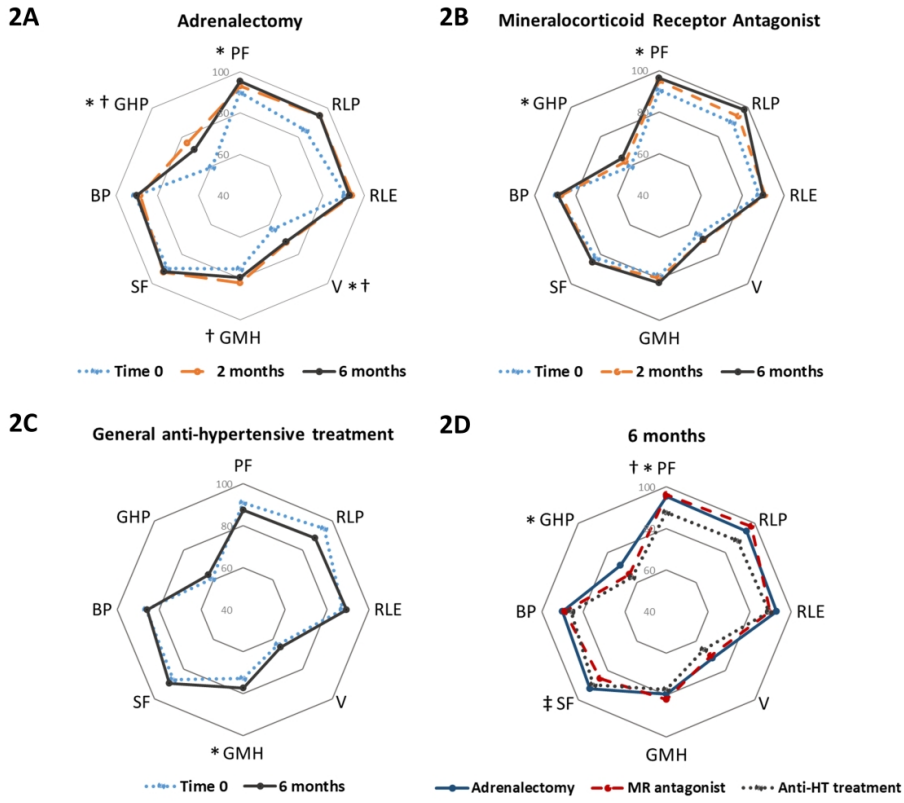 2A
Adrenalectomy
* PF
100
* † GHP
RLP
80
60
BP
40
RLE
SF
V *†
† GMH
Time 0
2 months
6 months
2B
Mineralocorticoid Receptor Antagonist
* PF
100
* GHP
RLP
80
60
BP
40
RLE
SF
V
GMH
Time 0
2 months
6 months
2C
General anti-hypertensive treatment
PF
100
GHP
RLP
80
60
BP
40
RLE
SF
V
* GMH
Time 0
6 months
2D
6 months
† * PF
100
* GHP
RLP
80
60
BP
40
RLE
‡ SF
V
GMH
Adrenalectomy
MR antagonist
Anti-HT treatment